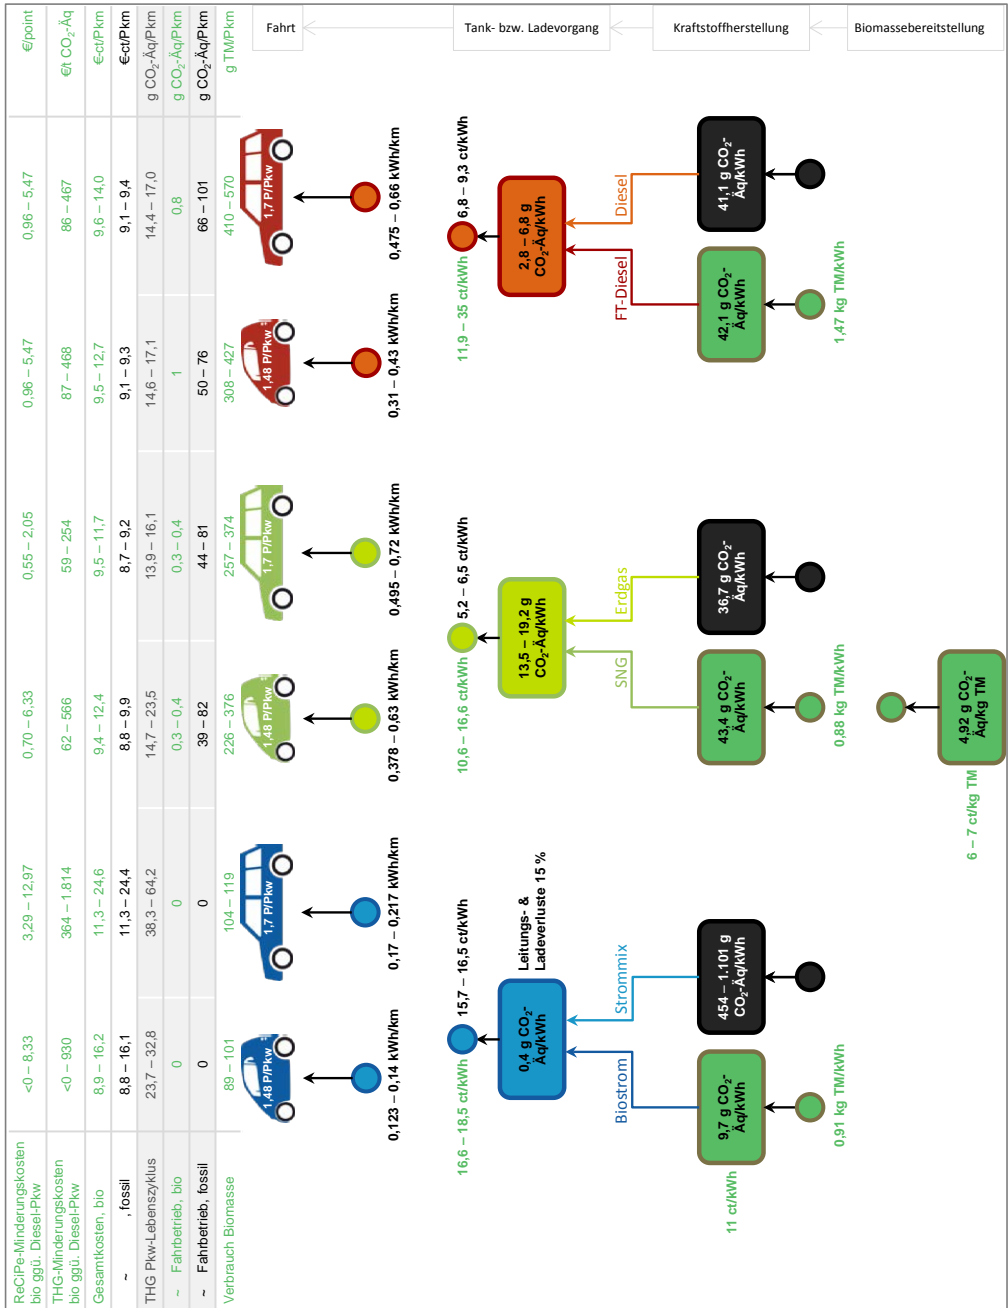 ReCiPe-Minderungskosten
bio ggü. Diesel-Pkw
<0 – 8,33
3,29 – 12,97
0,70 – 6,33
0,55 – 2,05
0,96 – 5,47
0,96 – 5,47
€/point
THG-Minderungskosten
bio ggü. Diesel-Pkw
<0 – 930
364 – 1.814
62 – 566
59 – 254
87 – 468
86 – 467
€/t CO₂-Äq
Gesamtkosten, bio
8,9 – 16,2
11,3 – 24,6
9,4 – 12,4
9,5 – 11,7
9,5 – 12,7
9,6 – 14,0
€-ct/Pkm
~ , fossil
8,8 – 16,1
11,3 – 24,4
8,8 – 9,9
8,7 – 9,2
9,1 – 9,3
9,1 – 9,4
€-ct/Pkm
THG Pkw-Lebenszyklus
23,7 – 32,8
38,3 – 64,2
14,7 – 23,5
13,9 – 16,1
14,6 – 17,1
14,4 – 17,0
g CO₂-Äq/Pkm
~ Fahrbetrieb, bio
0
0
0,3 – 0,4
0,3 – 0,4
1
0,8
g CO₂-Äq/Pkm
~ Fahrbetrieb, fossil
0
0
39 – 82
44 – 81
50 – 76
66 – 101
g CO₂-Äq/Pkm
Verbrauch Biomasse
89 – 101
104 – 119
226 – 376
257 – 374
308 – 427
410 – 570
g TM/Pkm
1,48 P/Pkw
1,7 P/Pkw
1,48 P/Pkw
1,7 P/Pkw
1,48 P/Pkw
1,7 P/Pkw
Fahrt
0,123 – 0,14 kWh/km
0,17 – 0,217 kWh/km
0,378 – 0,63 kWh/km
0,495 – 0,72 kWh/km
0,31 – 0,43 kWh/km
0,475 – 0,66 kWh/km
16,6 – 18,5 ct/kWh
15,7 – 16,5 ct/kWh
10,6 – 16,6 ct/kWh
5,2 – 6,5 ct/kWh
11,9 – 35 ct/kWh
6,8 – 9,3 ct/kWh
Tank- bzw. Ladevorgang
0,4 g CO₂-
Äq/kWh
Leitungs- &
Ladeverluste 15 %
13,5 – 19,2 g
CO₂-Äq/kWh
2,8 – 6,8 g
CO₂-Äq/kWh
Biostrom
Strommix
SNG
Erdgas
FT-Diesel
Diesel
Kraftstoffherstellung
11 ct/kWh
9,7 g CO₂-
Äq/kWh
454 – 1.101 g
CO₂-Äq/kWh
43,4 g CO₂-
Äq/kWh
36,7 g CO₂-
Äq/kWh
42,1 g CO₂-
Äq/kWh
41,1 g CO₂-
Äq/kWh
0,91 kg TM/kWh
0,88 kg TM/kWh
1,47 kg TM/kWh
Biomassebereitstellung
6 – 7 ct/kg TM
4,92 g CO₂-
Äq/kg TM